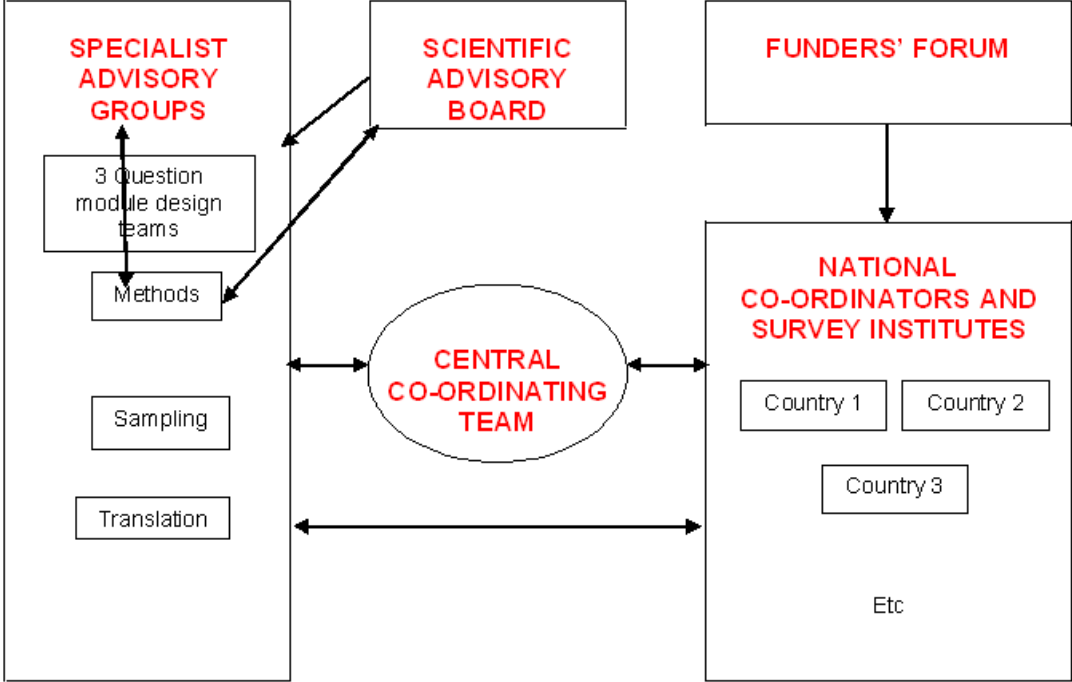 SPECIALIST
ADVISORY
GROUPS
3 Question
module design
teams
Methods
Sampling
Translation
SCIENTIFIC
ADVISORY
BOARD
CENTRAL
CO-ORDINATING
TEAM
FUNDERS’ FORUM
NATIONAL
CO-ORDINATORS AND
SURVEY INSTITUTES
Country 1
Country 2
Country 3
Etc